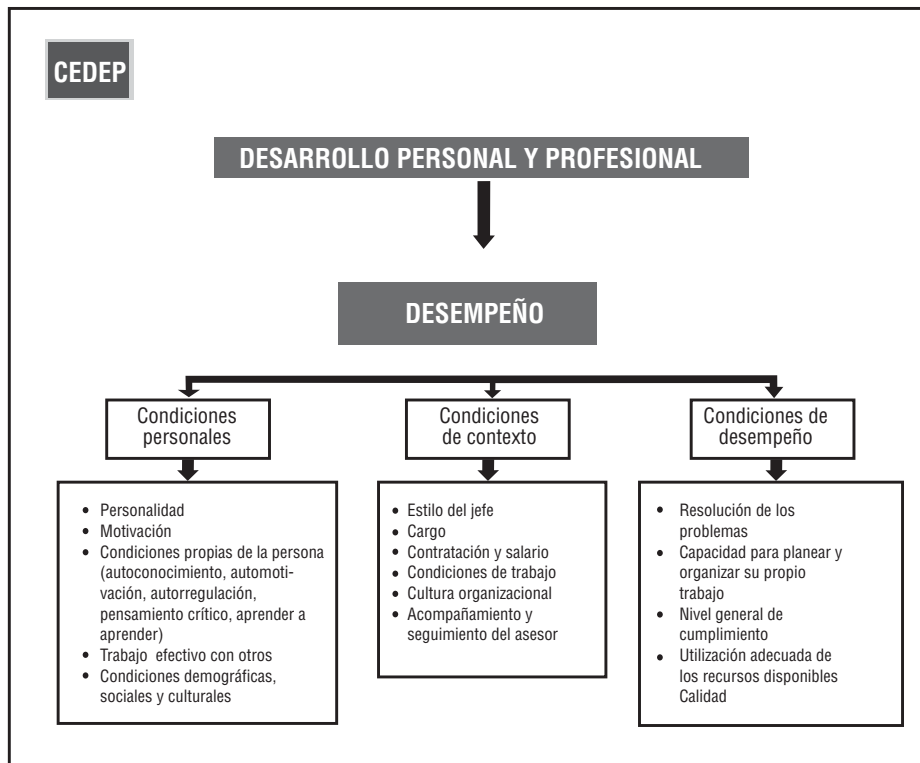 CEDEP
DESARROLLO PERSONAL Y PROFESIONAL
DESEMPEÑO
Condiciones
personales
• Personalidad
• Motivación
• Condiciones propias de la persona
(autoconocimiento, automoti-
vación, autorregulación,
pensamiento crítico, aprender a
aprender)
• Trabajo efectivo con otros
• Condiciones demográficas,
sociales y culturales
Condiciones
de contexto
• Estilo del jefe
• Cargo
• Contratación y salario
• Condiciones de trabajo
• Cultura organizacional
• Acompañamiento y
seguimiento del asesor
Condiciones de
desempeño
• Resolución de los
problemas
• Capacidad para planear y
organizar su propio
trabajo
• Nivel general de
cumplimiento
• Utilización adecuada de
los recursos disponibles
Calidad